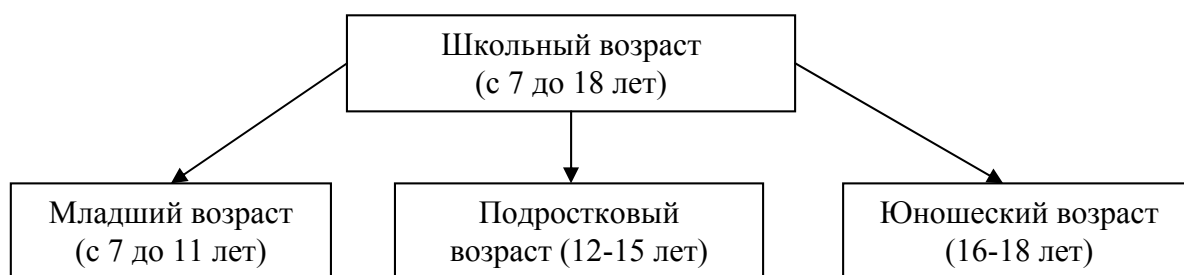 Школьный возраст
(с 7 до 18 лет)
Младший возраст
(с 7 до 11 лет)
Подростковый
возраст (12-15 лет)
Юношеский возраст
(16-18 лет)